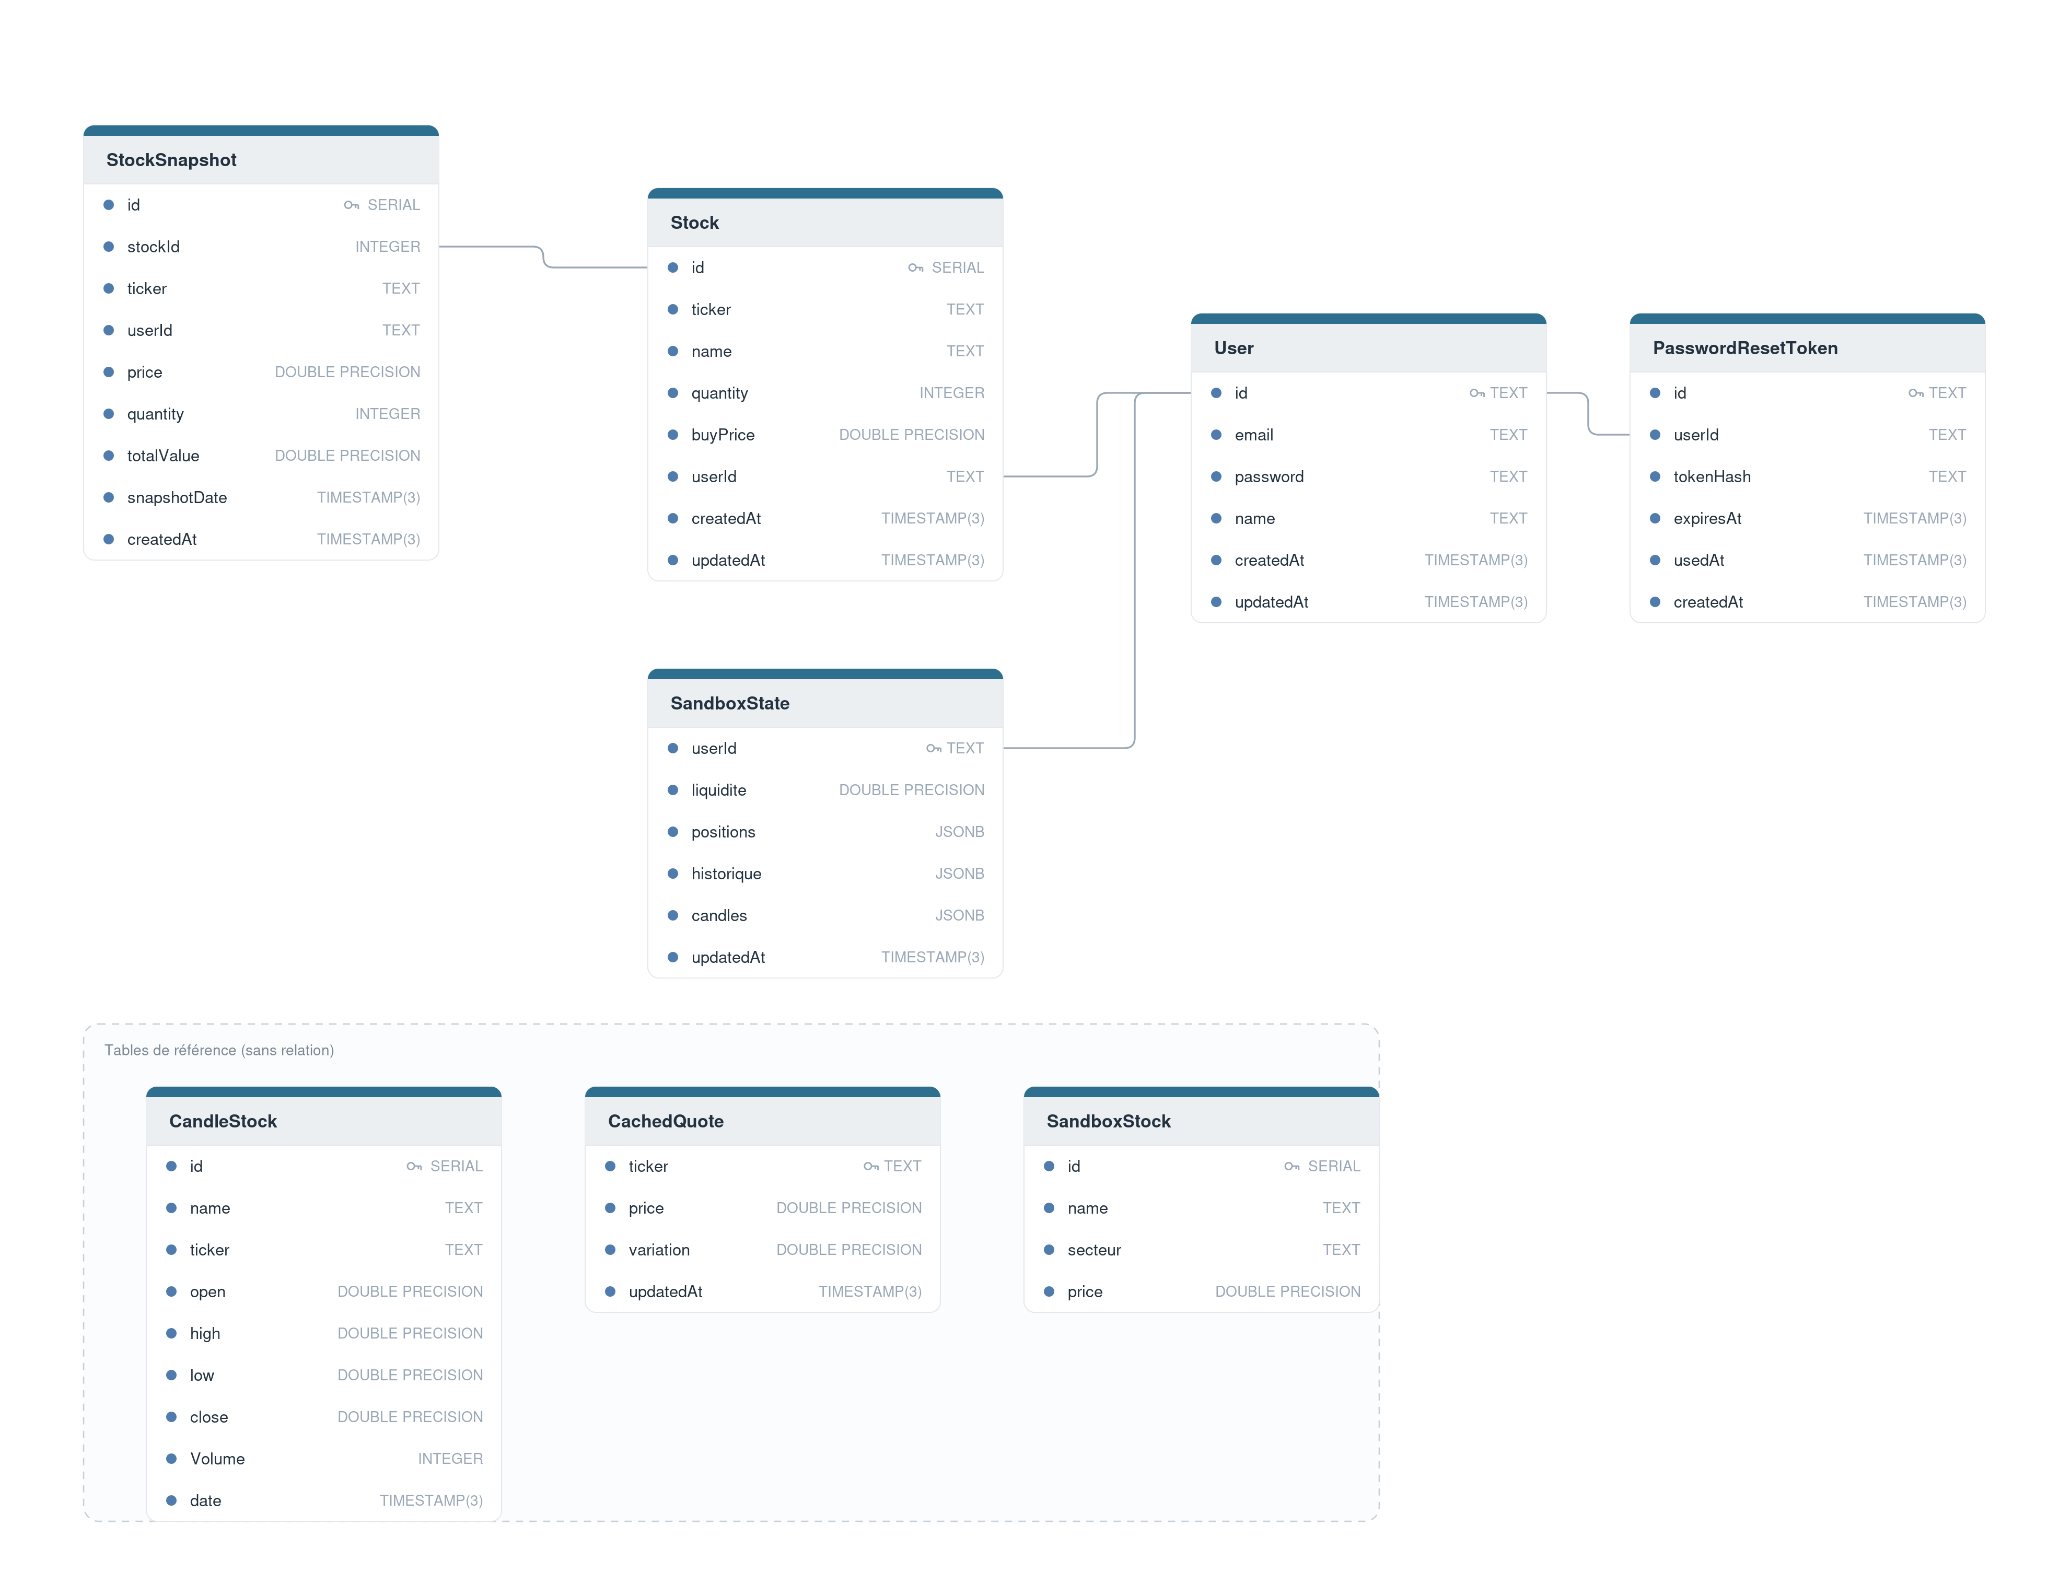 StockSnapshot
id SERIAL
stockId INTEGER
ticker TEXT
userId TEXT
price DOUBLE PRECISION
quantity INTEGER
totalValue DOUBLE PRECISION
snapshotDate TIMESTAMP(3)
createdAt TIMESTAMP(3)
Stock
id SERIAL
ticker TEXT
name TEXT
quantity INTEGER
buyPrice DOUBLE PRECISION
userId TEXT
createdAt TIMESTAMP(3)
updatedAt TIMESTAMP(3)
User
id TEXT
email TEXT
password TEXT
name TEXT
createdAt TIMESTAMP(3)
updatedAt TIMESTAMP(3)
PasswordResetToken
id TEXT
userId TEXT
tokenHash TEXT
expiresAt TIMESTAMP(3)
usedAt TIMESTAMP(3)
createdAt TIMESTAMP(3)
SandboxState
userId TEXT
liquidite DOUBLE PRECISION
positions JSONB
historique JSONB
candles JSONB
updatedAt TIMESTAMP(3)
Tables de référence (sans relation)
CandleStock
id SERIAL
name TEXT
ticker TEXT
open DOUBLE PRECISION
high DOUBLE PRECISION
low DOUBLE PRECISION
close DOUBLE PRECISION
Volume INTEGER
date TIMESTAMP(3)
CachedQuote
ticker TEXT
price DOUBLE PRECISION
variation DOUBLE PRECISION
updatedAt TIMESTAMP(3)
SandboxStock
id SERIAL
name TEXT
secteur TEXT
price DOUBLE PRECISION